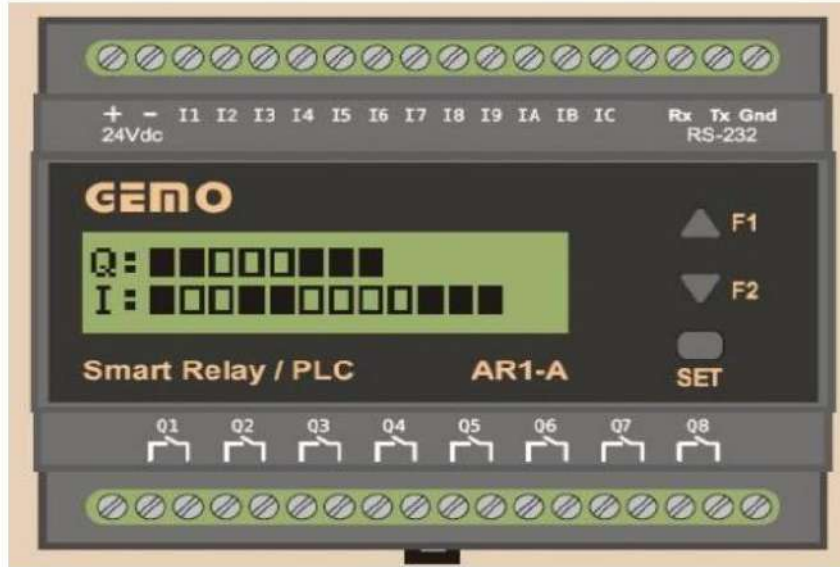 + - I1 I2 I3 I4 I5 I6 I7 I8 I9 IA IB IC Rx Tx Gnd
24Vdc RS-232
GEMO
F1
Q:
I:
F2
Smart Relay / PLC AR1-A SET
Q1 Q2 Q3 Q4 Q5 Q6 Q7 Q8